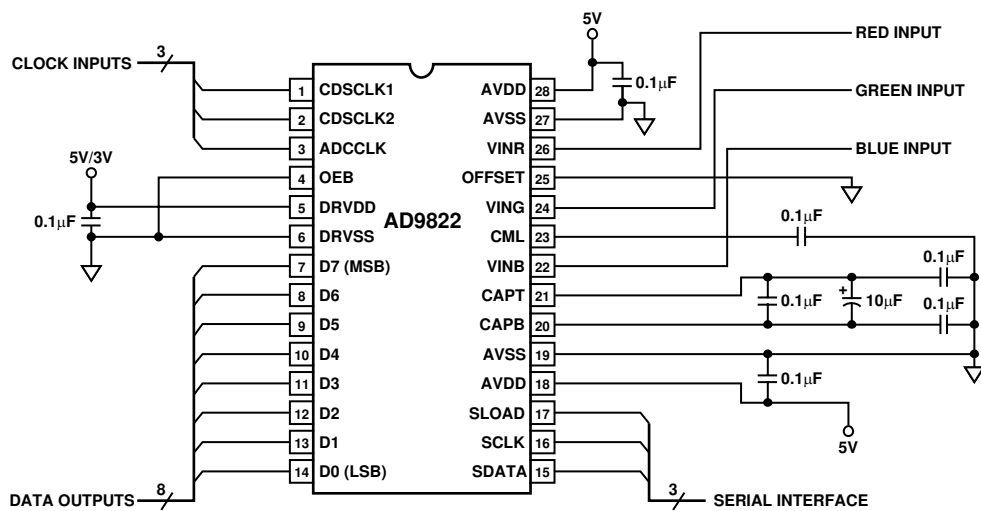 5V
3
RED INPUT
CLOCK INPUTS
0.1µF
1 CDSCLK1 AVDD 28
GREEN INPUT
2 CDSCLK2 AVSS 27
3 ADCCLK VINR 26
BLUE INPUT
5V/3V
4 OEB OFFSET 25
5 DRVDD VING 24
0.1µF
AD9822
0.1µF
6 DRVSS CML 23
7 D7 (MSB) VINB 22
0.1µF
8 D6 CAPT 21
0.1µF
+
10µF
0.1µF
9 D5 CAPB 20
10 D4 AVSS 19
0.1µF
11 D3 AVDD 18
12 D2 SLOAD 17
13 D1 SCLK 16
5V
14 D0 (LSB) SDATA 15
DATA OUTPUTS
8
3
SERIAL INTERFACE